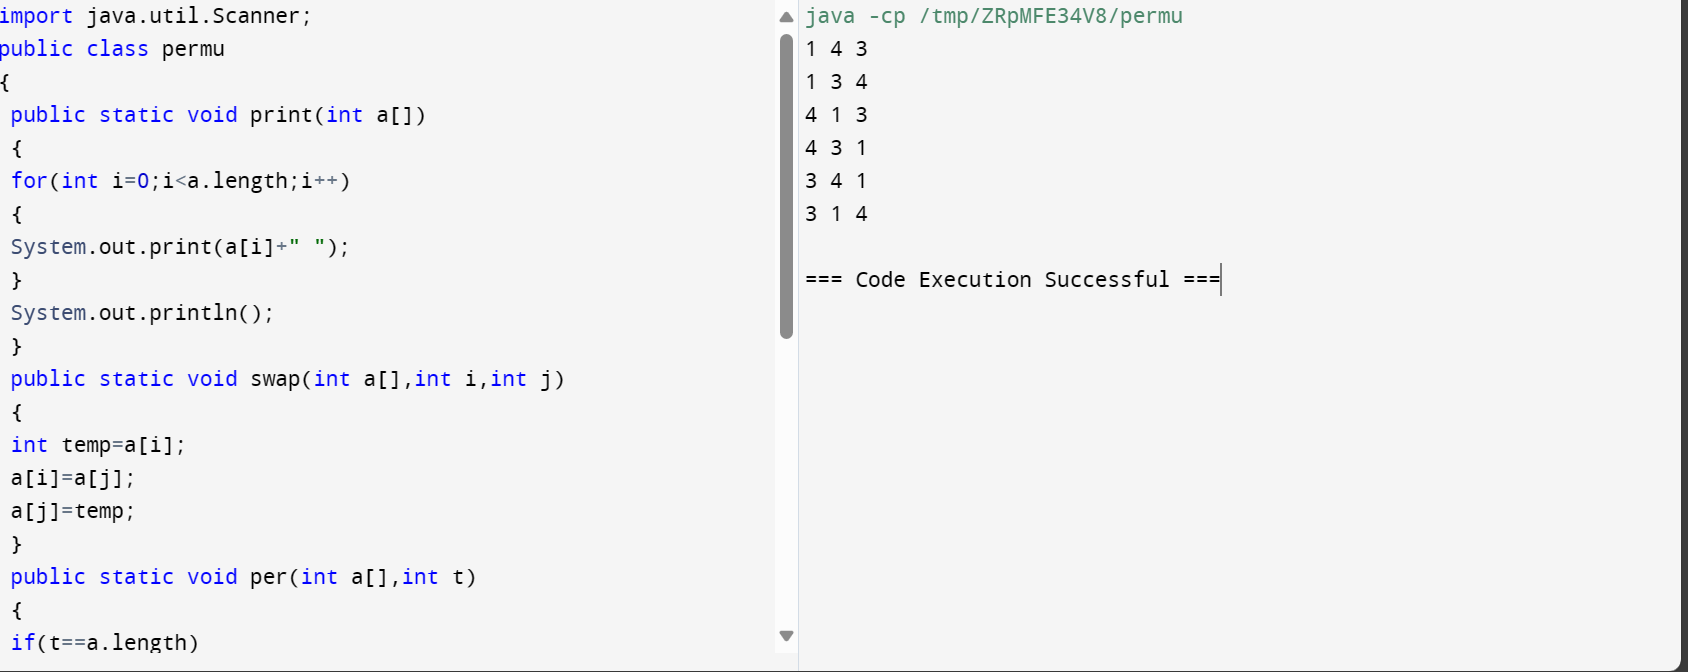 import java.util.Scanner;
public class permu
{
public static void print(int a[])
{
for(int i=0;i<a.length;i++)
{
System.out.print(a[i]+" ");
}
System.out.println();
}
public static void swap(int a[],int i,int j)
{
int temp=a[i];
a[i]=a[j];
a[j]=temp;
}
public static void per(int a[],int t)
{
if(t==a.length)
java -cp /tmp/ZRpMFE34V8/permu
1 4 3
1 3 4
4 1 3
4 3 1
3 4 1
3 1 4
=== Code Execution Successful ===